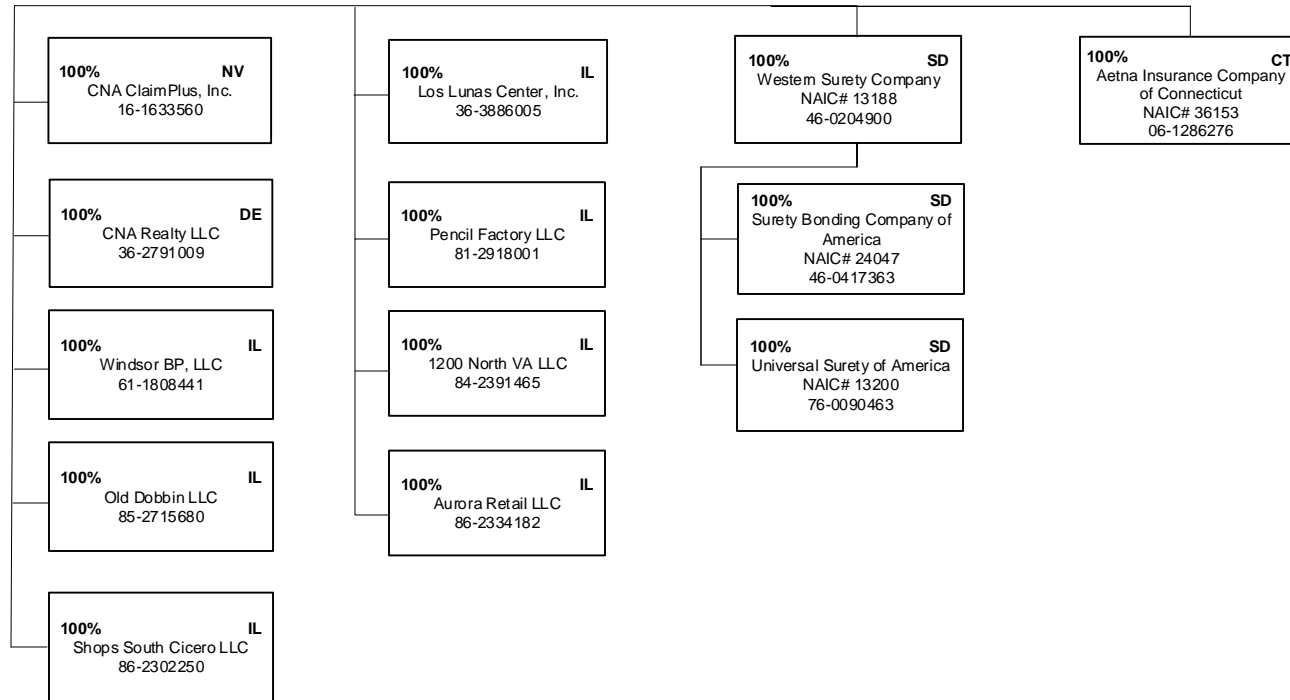 100% NV
CNA ClaimPlus, Inc.
16-1633560
100% DE
CNA Realty LLC
36-2791009
100% IL
Windsor BP, LLC
61-1808441
100% IL
Old Dobbin LLC
85-2715680
100% IL
Shops South Cicero LLC
86-2302250
100% IL
Los Lunas Center, Inc.
36-3886005
100% IL
Pencil Factory LLC
81-2918001
100% IL
1200 North VA LLC
84-2391465
100% IL
Aurora Retail LLC
86-2334182
100% SD
Western Surety Company
NAIC# 13188
46-0204900
100% SD
Surety Bonding Company of
America
NAIC# 24047
46-0417363
100% SD
Universal Surety of America
NAIC# 13200
76-0090463
100% CT
Aetna Insurance Company
of Connecticut
NAIC# 36153
06-1286276